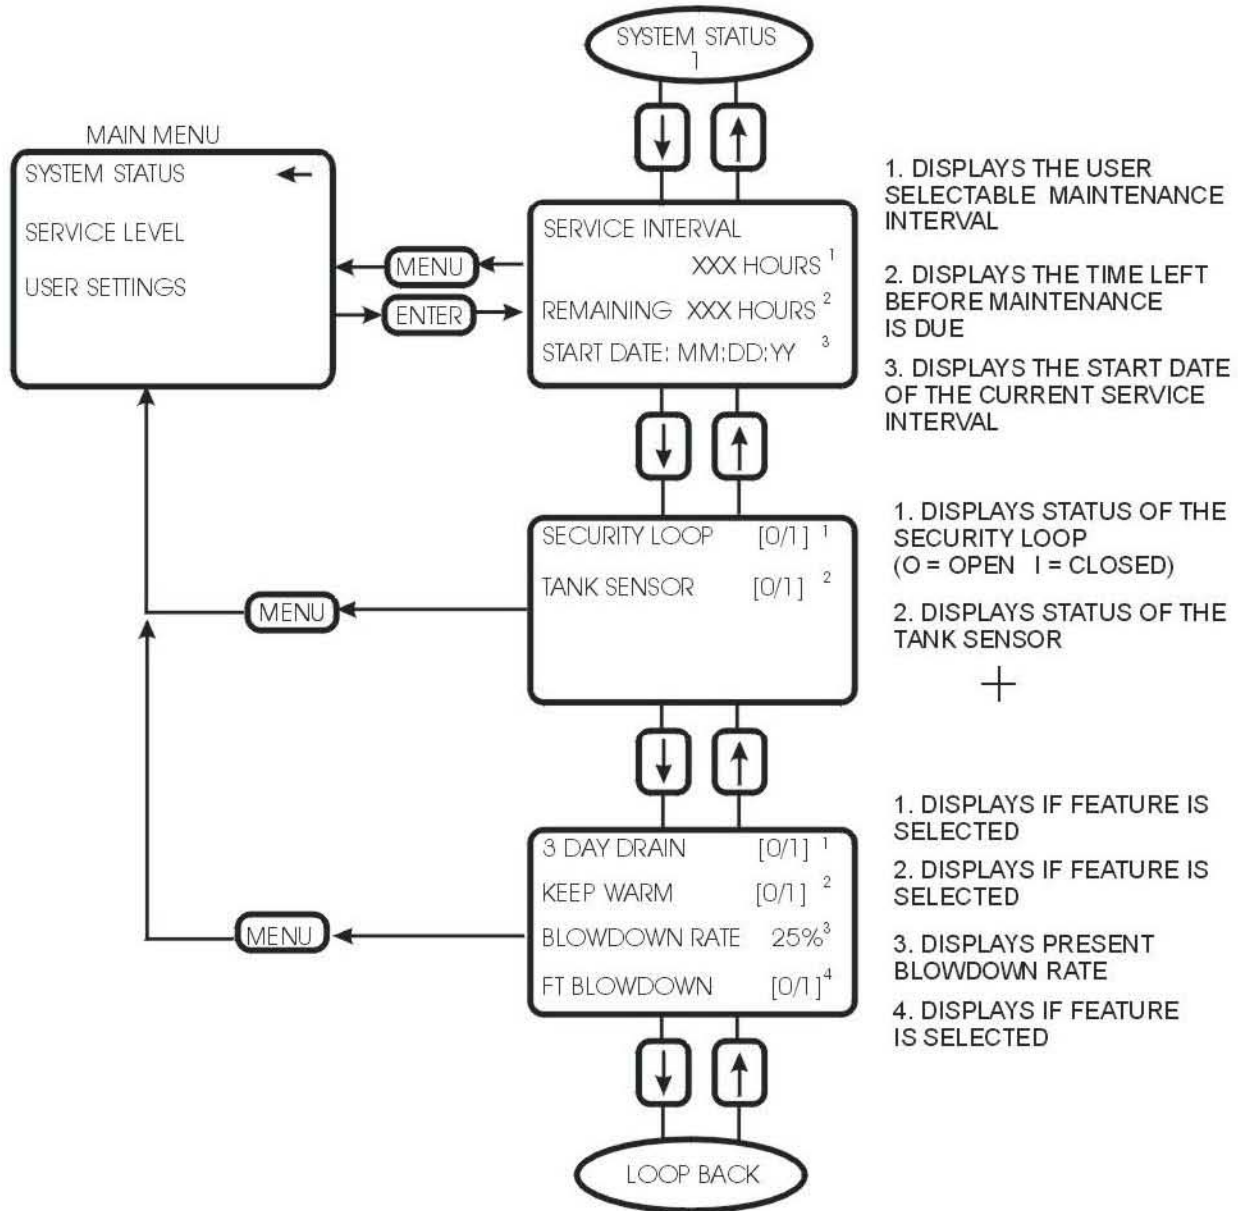 SYSTEM STATUS
1
MAIN MENU
SYSTEM STATUS
SERVICE LEVEL
USER SETTINGS
MENU
ENTER
SERVICE INTERVAL
XXX HOURS 1
REMAINING XXX HOURS 2
START DATE: MM:DD:YY 3
1. DISPLAYS THE USER
SELECTABLE MAINTENANCE
INTERVAL
2. DISPLAYS THE TIME LEFT
BEFORE MAINTENANCE
IS DUE
3. DISPLAYS THE START DATE
OF THE CURRENT SERVICE
INTERVAL
MENU
SECURITY LOOP [0/1] 1
TANK SENSOR [0/1] 2
1. DISPLAYS STATUS OF THE
SECURITY LOOP
(O = OPEN I = CLOSED)
2. DISPLAYS STATUS OF THE
TANK SENSOR
MENU
3 DAY DRAIN [0/1] 1
KEEP WARM [0/1] 2
BLOWDOWN RATE 25% 3
FT BLOWDOWN [0/1] 4
1. DISPLAYS IF FEATURE IS
SELECTED
2. DISPLAYS IF FEATURE IS
SELECTED
3. DISPLAYS PRESENT
BLOWDOWN RATE
4. DISPLAYS IF FEATURE
IS SELECTED
LOOP BACK